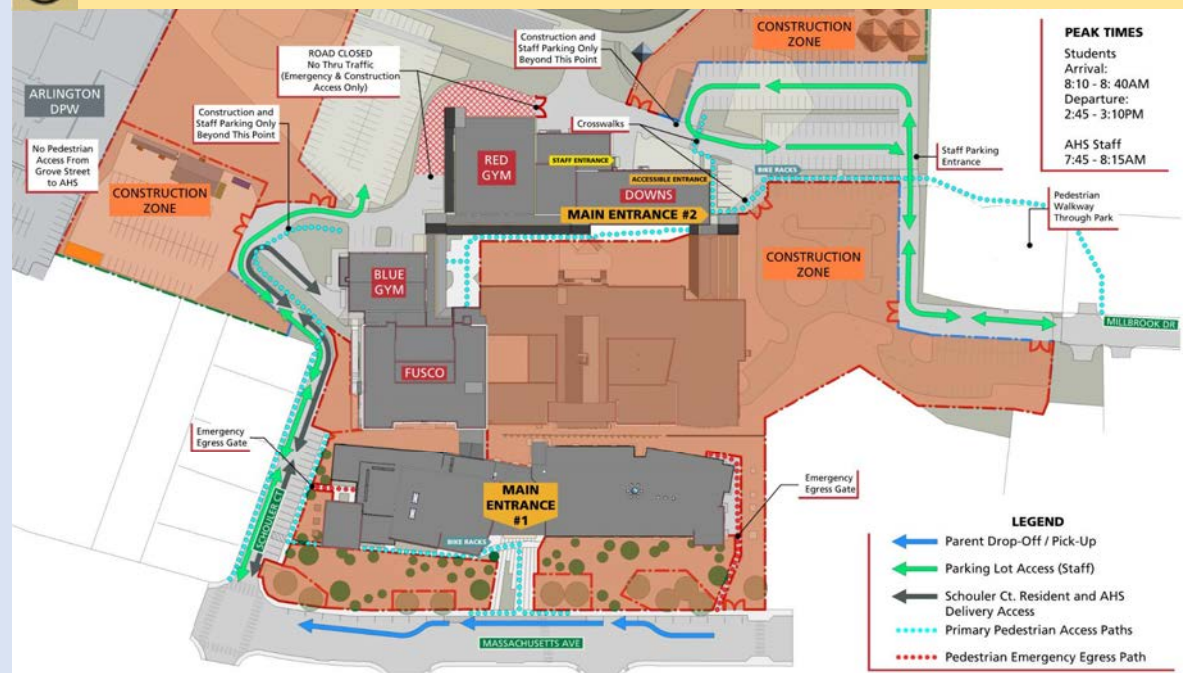 CONSTRUCTION
ZONE
PEAK TIMES
Students
Arrival:
8:10 - 8: 40AM
Departure:
2:45 - 3:10PM
AHS Staff
7:45 - 8:15AM
Construction and
Staff Parking Only
Beyond This Point
ROAD CLOSED
No Thru Traffic
(Emergency & Construction
Access Only)
ARLINGTON
DPW
Construction and
Staff Parking Only
Beyond This Point
Crosswalks
No Pedestrian
Access From
Grove Street
to AHS
RED
GYM
STAFF ENTRANCE
ACCESSIBLE ENTRANCE
BIKE RACKS
Staff Parking
Entrance
CONSTRUCTION
ZONE
DOWNS
MAIN ENTRANCE #2
Pedestrian
Walkway
Through Park
BLUE
GYM
CONSTRUCTION
ZONE
MILLBROOK DR
FUSCO
Emergency
Egress Gate
MAIN
ENTRANCE
#1
Emergency
Egress Gate
SCHOULER CT
BIKE RACKS
MASSACHUSETTS AVE
LEGEND
Parent Drop-Off / Pick-Up
Parking Lot Access (Staff)
Schouler Ct. Resident and AHS
Delivery Access
Primary Pedestrian Access Paths
Pedestrian Emergency Egress Path